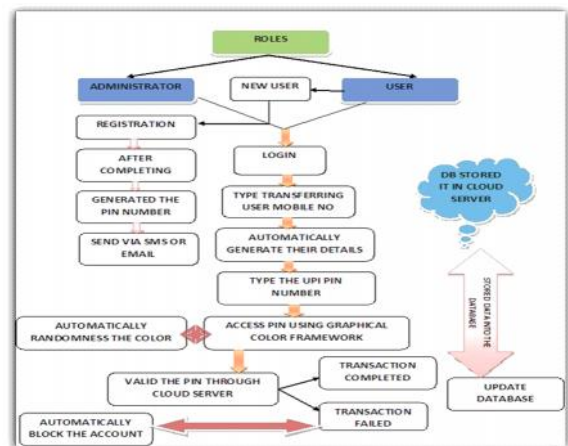 ROLES
ADMINISTRATOR
NEW USER
USER
REGISTRATION
AFTER
COMPLETING
GENERATED THE
PIN NUMBER
SEND VIA SMS OR
EMAIL
LOGIN
TYPE TRANSFERRING
USER MOBILE NO
AUTOMATICALLY
GENERATE THEIR DETAILS
TYPE THE UPI PIN
NUMBER
AUTOMATICALLY
RANDOMNESS THE COLOR
ACCESS PIN USING GRAPHICAL
COLOR FRAMEWORK
VALID THE PIN THROUGH
CLOUD SERVER
TRANSACTION
COMPLETED
TRANSACTION
FAILED
AUTOMATICALLY
BLOCK THE ACCOUNT
DB STORED
IT IN CLOUD
SERVER
STORED DATA INTO THE
DATABASE
UPDATE
DATABASE